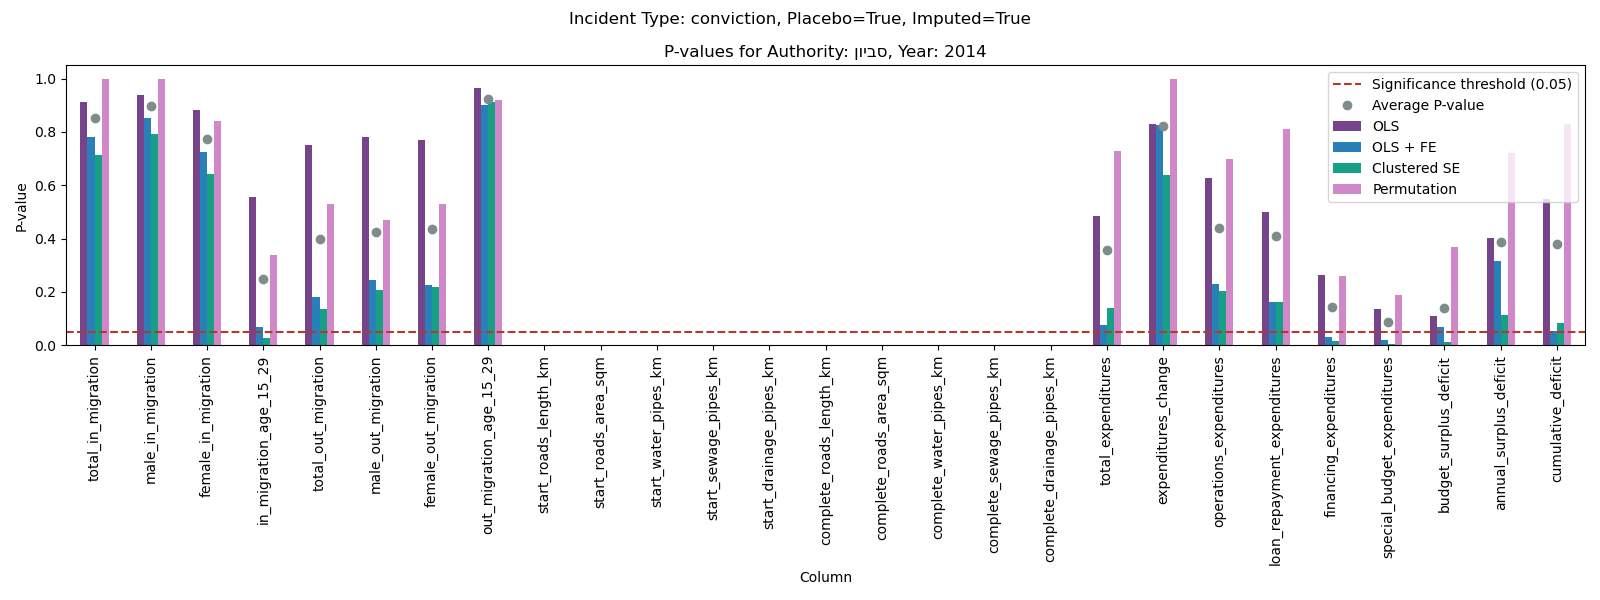 Incident Type: conviction, Placebo=True, Imputed=True
P-values for Authority: סביון, Year: 2014
P-value
1.0
0.8
0.6
0.4
0.2
0.0
Significance threshold (0.05)
Average P-value
OLS
OLS + FE
Clustered SE
Permutation
total_in_migration
male_in_migration
female_in_migration
in_migration_age_15_29
total_out_migration
male_out_migration
female_out_migration
out_migration_age_15_29
start_roads_length_km
start_roads_area_sqm
start_water_pipes_km
start_sewage_pipes_km
start_drainage_pipes_km
complete_roads_length_km
complete_roads_area_sqm
complete_water_pipes_km
complete_sewage_pipes_km
complete_drainage_pipes_km
total_expenditures
expenditures_change
operations_expenditures
loan_repayment_expenditures
financing_expenditures
special_budget_expenditures
budget_surplus_deficit
annual_surplus_deficit
cumulative_deficit
Column